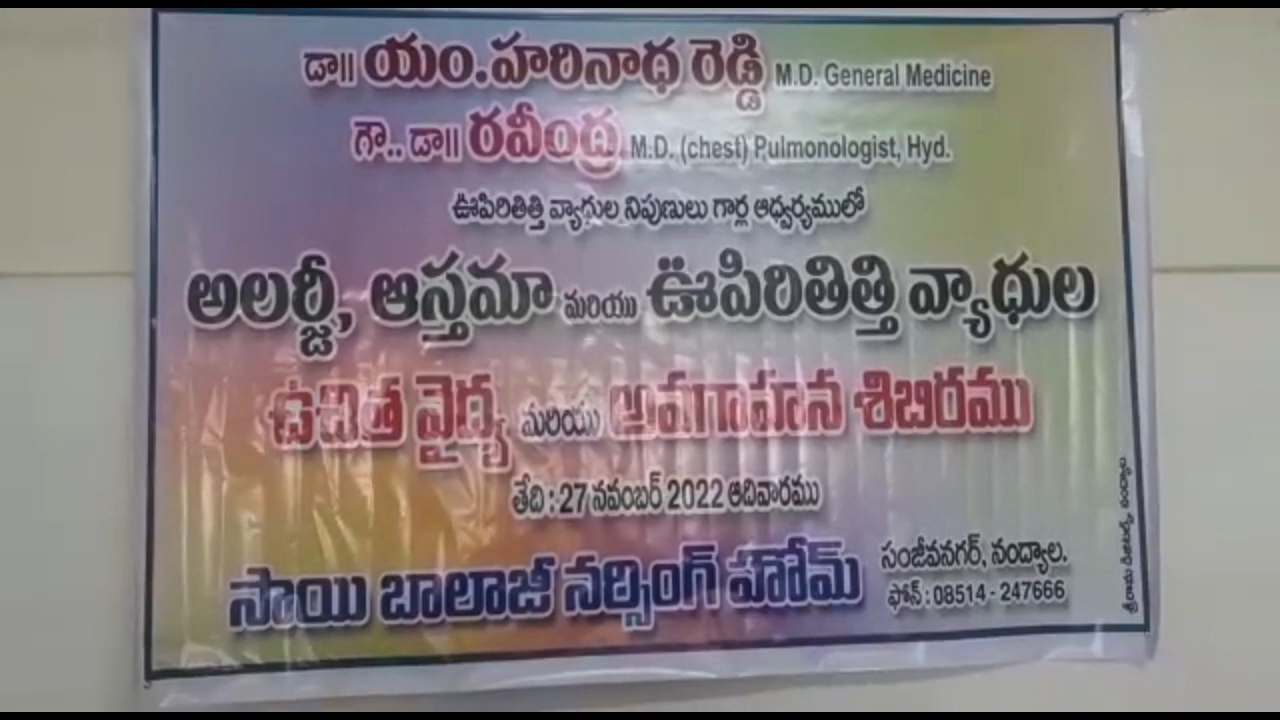 డా॥ యం.హరినాథ రెడ్డి M.D. General Medicine
గౌ.. డా॥ రవీంద్ర M.D. (chest) Pulmonologist, Hyd.
ఊపిరితిత్తి వ్యాధుల నిపుణులు గార్ల ఆధ్వర్యములో
అలర్జీ, ఆస్తమా మరియు ఊపిరితిత్తి వ్యాధుల
ఉచిత వైద్య మరియు అవగాహన శిబిరము
తేది : 27 నవంబర్ 2022 ఆదివారము
సాయి బాలాజీ నర్సింగ్ హోమ్
సంజీవనగర్, నంద్యాల.
ఫోన్ : 08514 - 247666
శ్రీరామ డిజిటల్స్, నంద్యాల